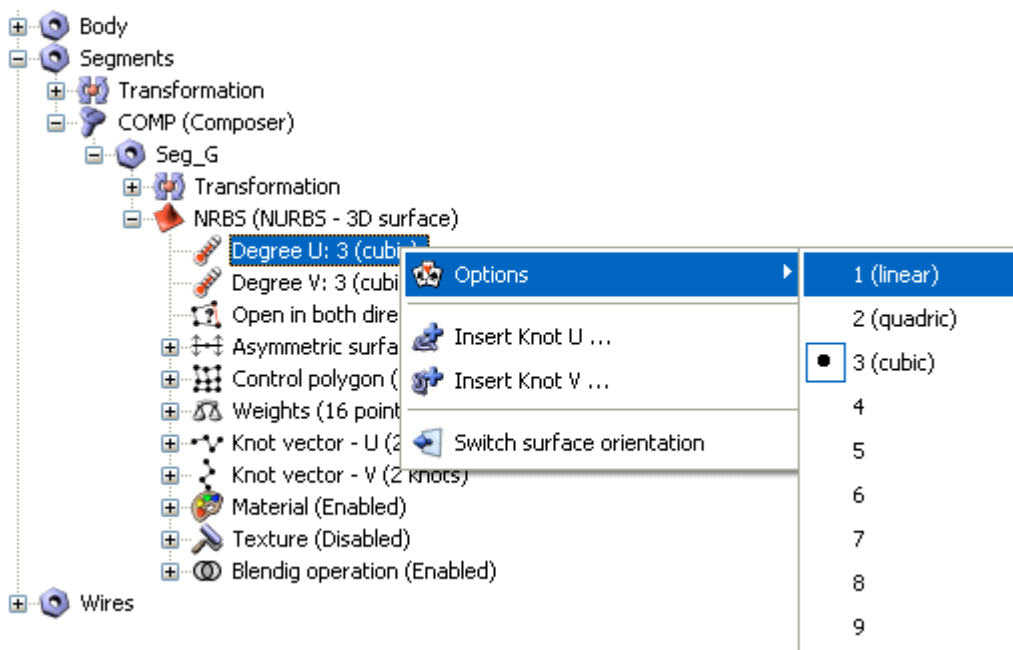 Body
Segments
Transformation
COMP (Composer)
Seg_G
Transformation
NRBS (NURBS - 3D surface)
Degree U: 3 (cubic)
Degree V: 3 (cubi
Open in both dire
Asymmetric surfa
Control polygon (
Weights (16 point
Knot vector - U (2
Knot vector - V (2 knots)
Material (Enabled)
Texture (Disabled)
Blendig operation (Enabled)
Wires
Options
Insert Knot U ...
Insert Knot V ...
Switch surface orientation
1 (linear)
2 (quadric)
3 (cubic)
4
5
6
7
8
9